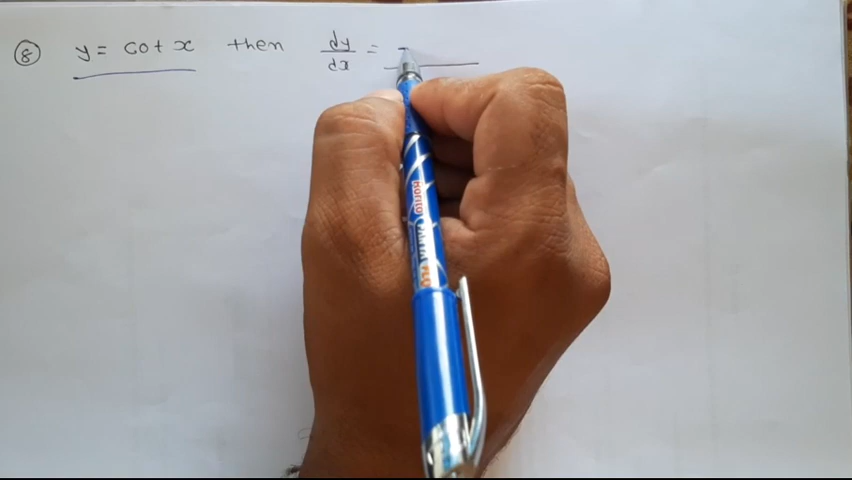 ⑧ y = cot x then dy/dx = -